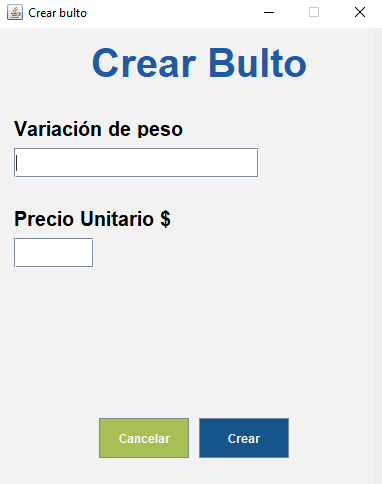 Crear bulto
Crear Bulto
Variación de peso
Precio Unitario $
Cancelar
Crear